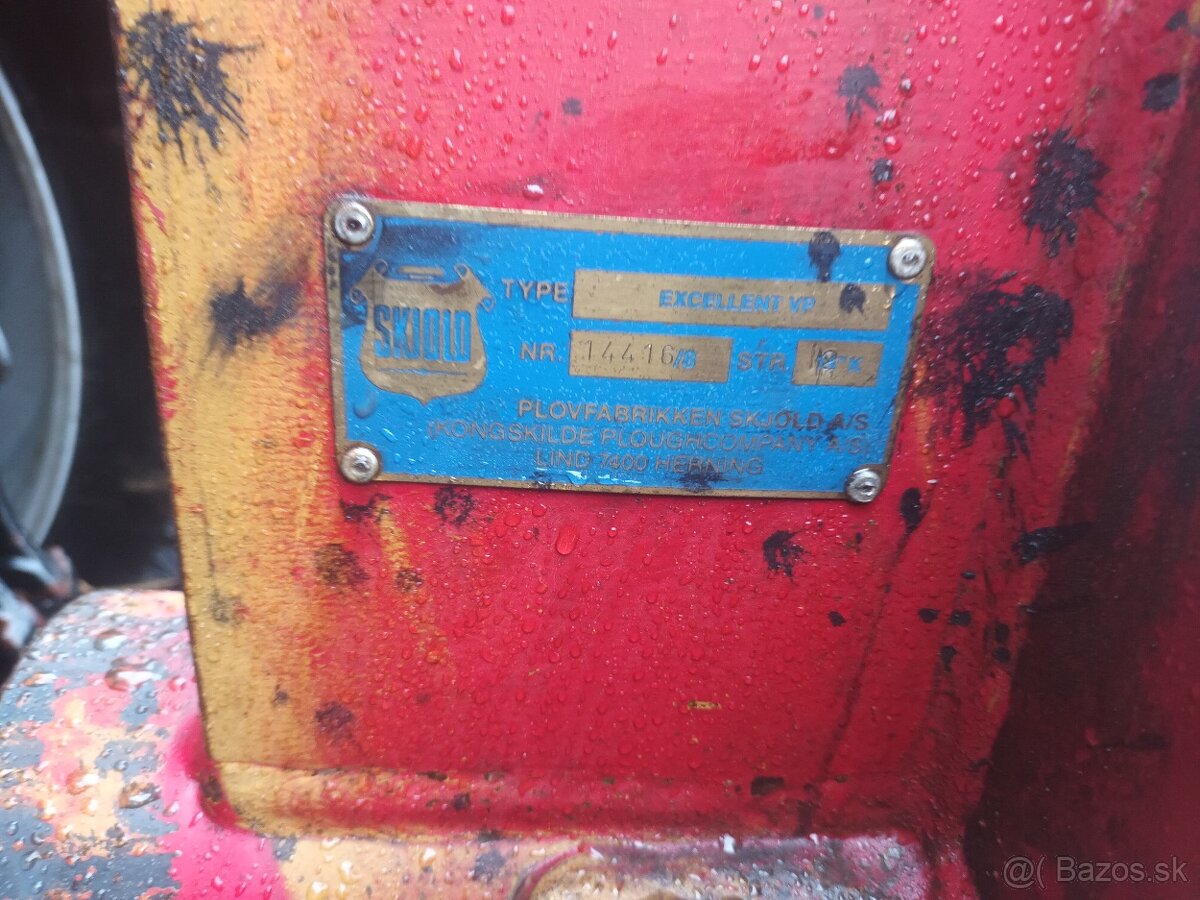 SKJOLD
TYPE EXCELLENT VP
NR. 14416/8 STR.
PLOVFABRIKKEN SKJOLD A/S
(KONGSKILDE PLOUGHCOMPANY A/S)
LIND 7400 HERNING
@( Bazos.sk